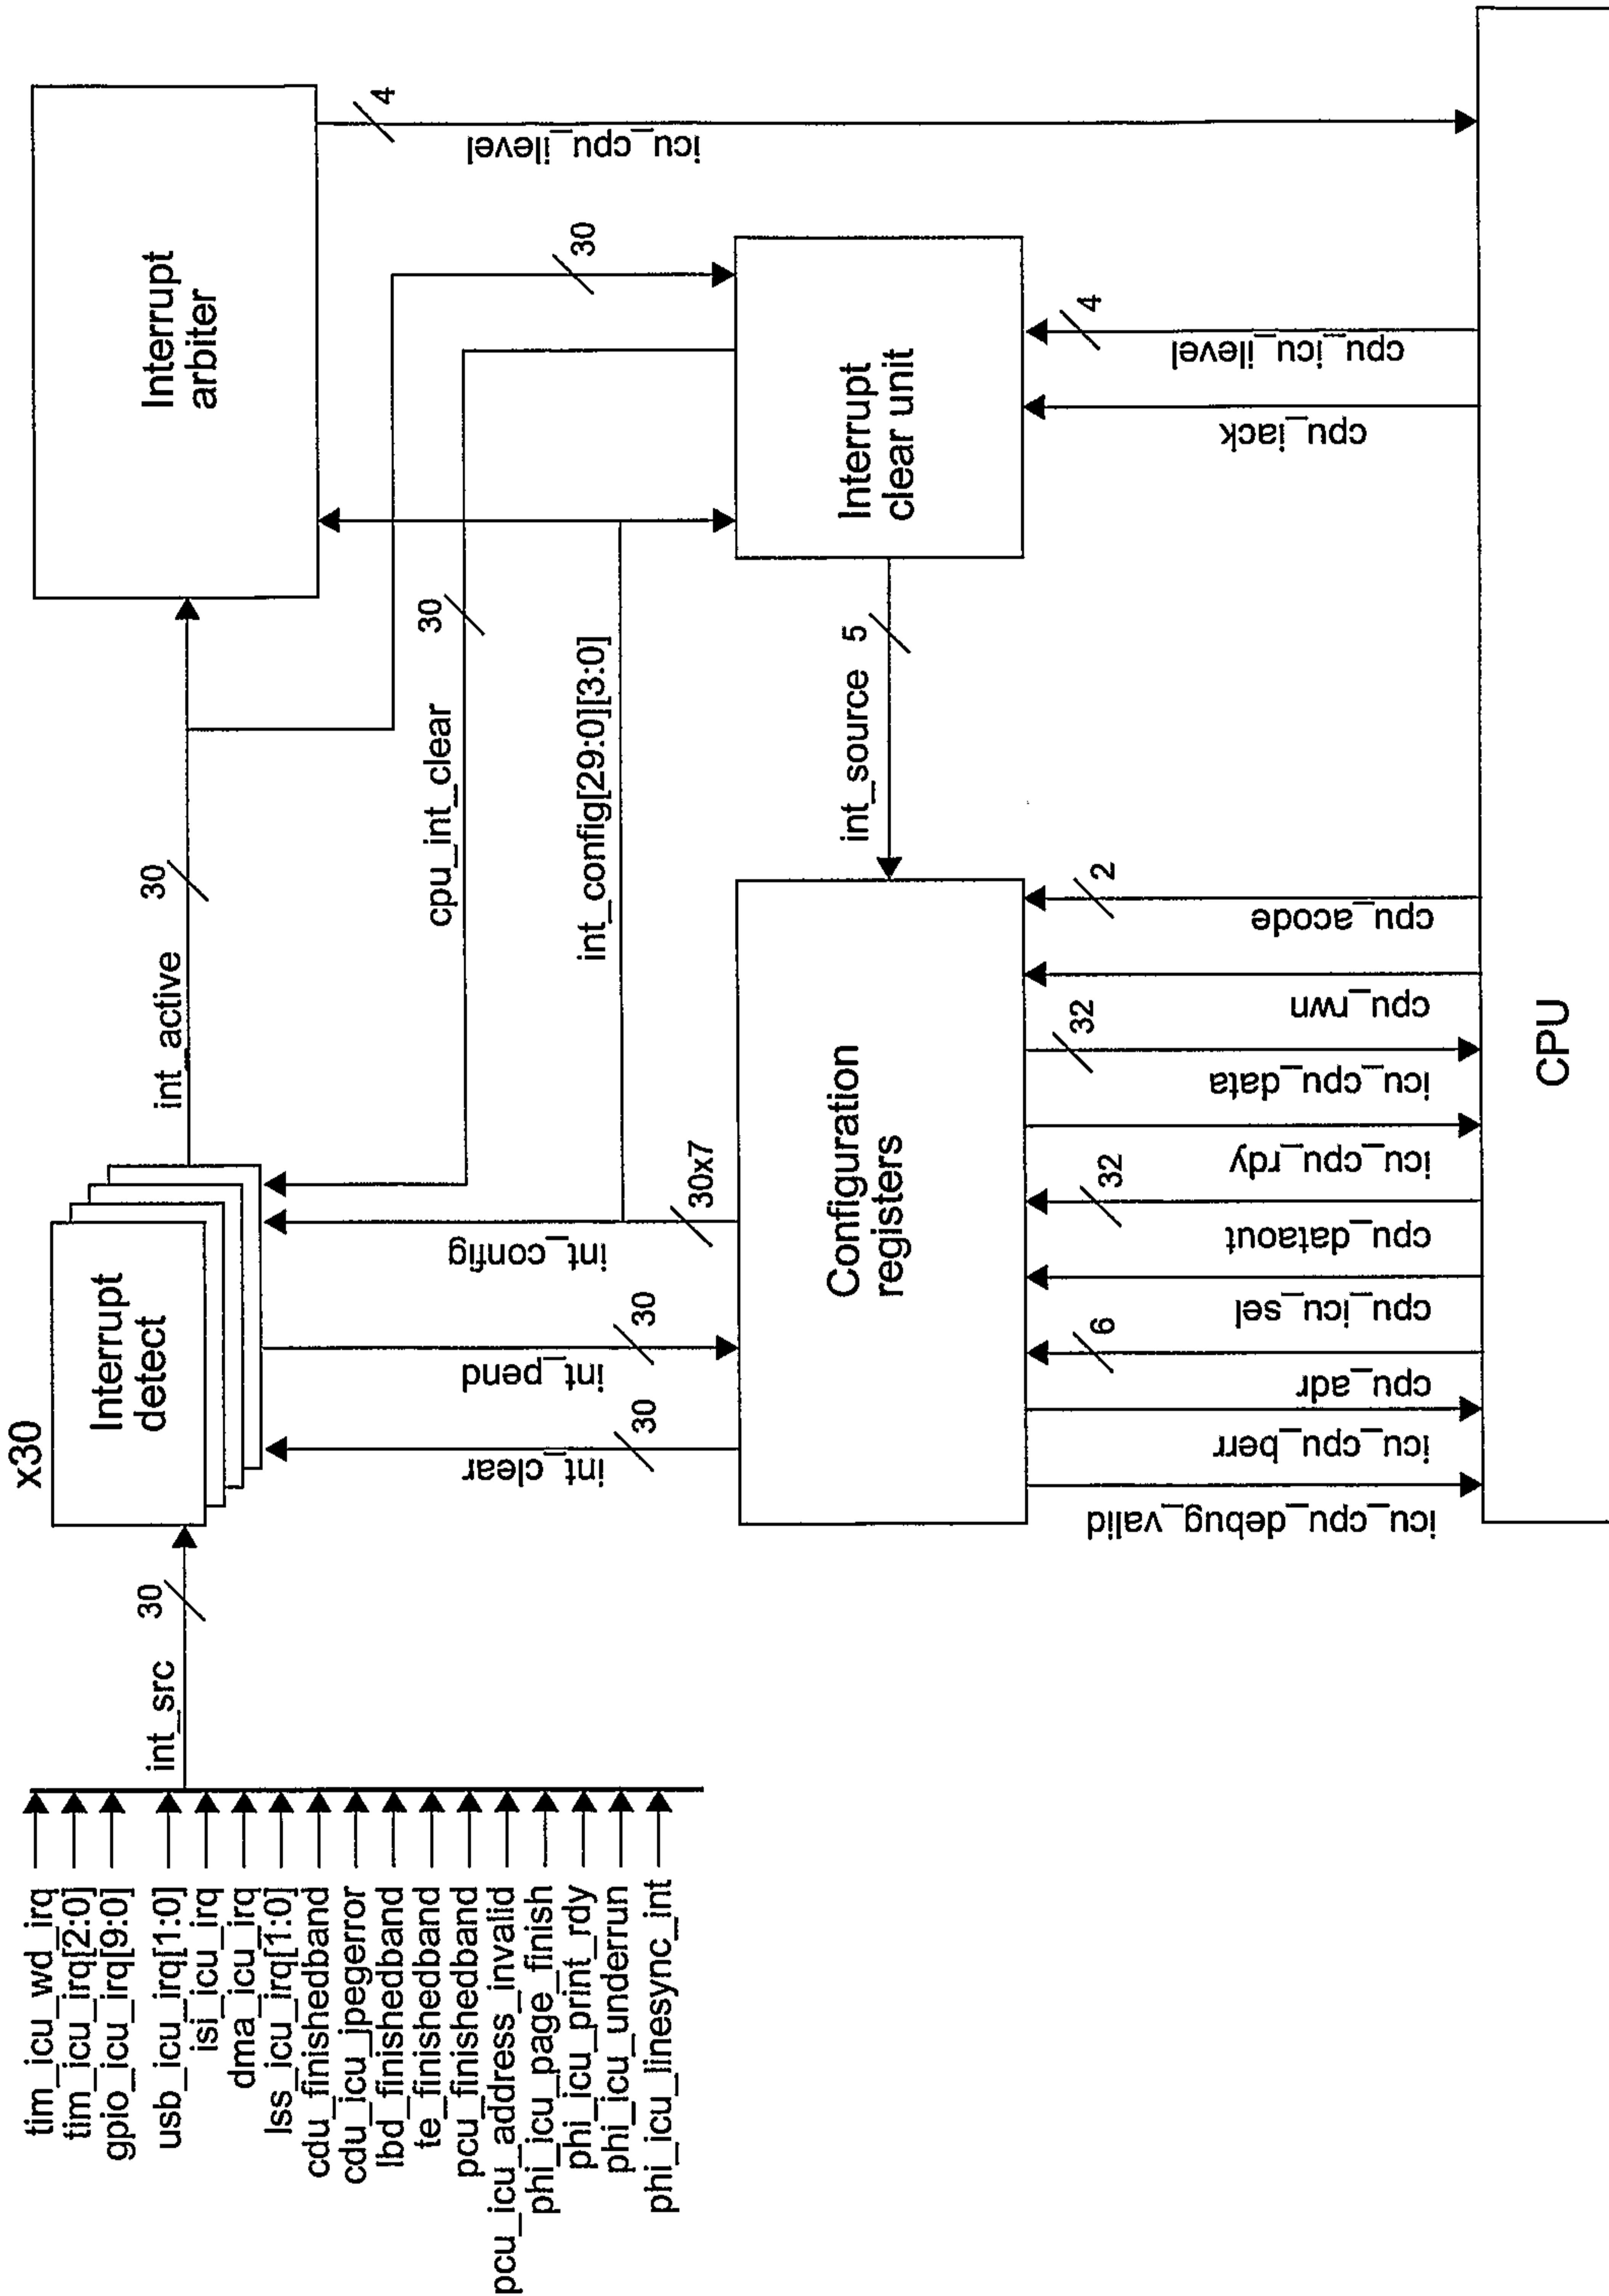 tim_icu_wd_irq
tim_icu_irq[2:0]
gpio_icu_irq[9:0]
usb_icu_irq[1:0]
isi_icu_irq
dma_icu_irq
lss_icu_irq[1:0]
cdu_finishedband
cdu_icu_jpegerror
lbd_finishedband
te_finishedband
pcu_finishedband
pcu_icu_address_invalid
phi_icu_page_finish
phi_icu_print_rdy
phi_icu_underrun
phi_icu_linesync_int
int_src
30
x30
Interrupt
detect
int_active
30
Interrupt
arbiter
icu_cpu_ilevel
4
30
cpu_int_clear
30
int_config[29:0][3:0]
int_clear
30
int_pend
30
int_config
30x7
Configuration
registers
int_source
5
Interrupt
clear unit
icu_cpu_debug_valid
icu_cpu_berr
cpu_adr
6
cpu_icu_sel
cpu_dataout
32
icu_cpu_rdy
icu_cpu_data
32
cpu_rwn
cpu_acode
2
cpu_iack
cpu_icu_ilevel
4
CPU